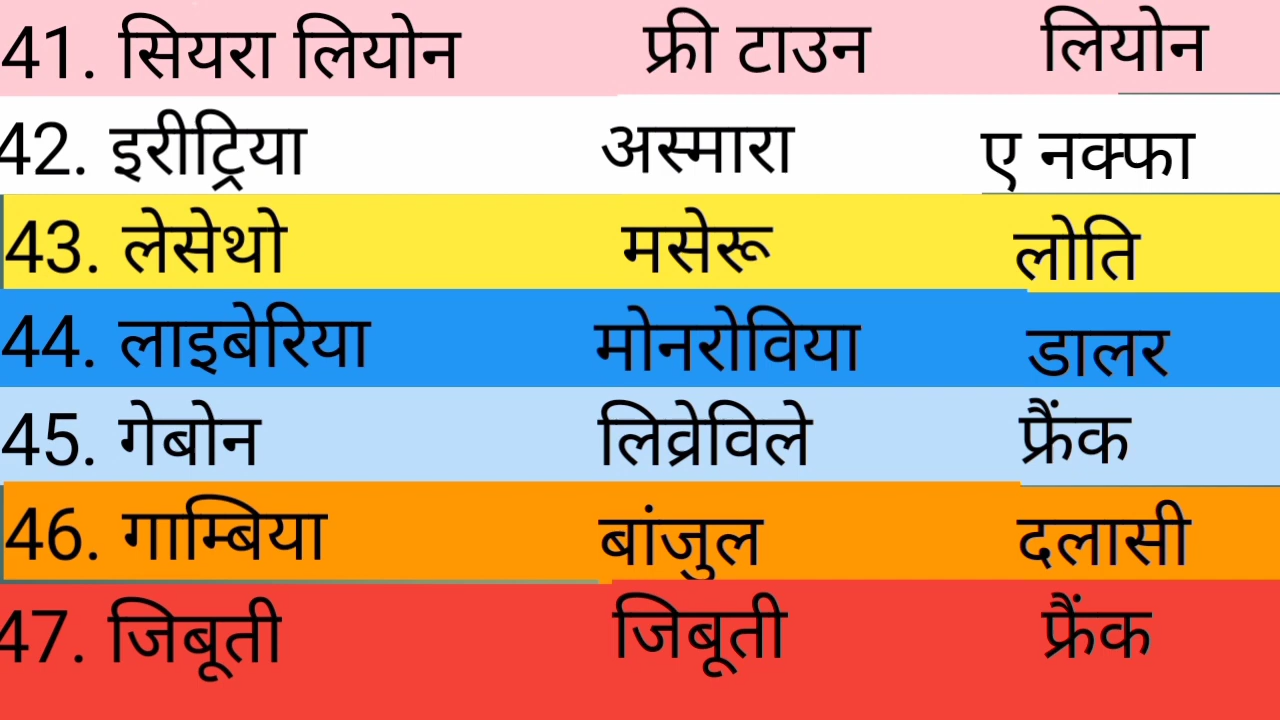 41. सियरा लियोन फ्री टाउन लियोन
42. इरीट्रिया अस्मारा ए नक्फा
43. लेसेथो मसेरू लोति
44. लाइबेरिया मोनरोविया डालर
45. गेबोन लिव्रेविले फ्रैंक
46. गाम्बिया बांजुल दलासी
47. जिबूती जिबूती फ्रैंक